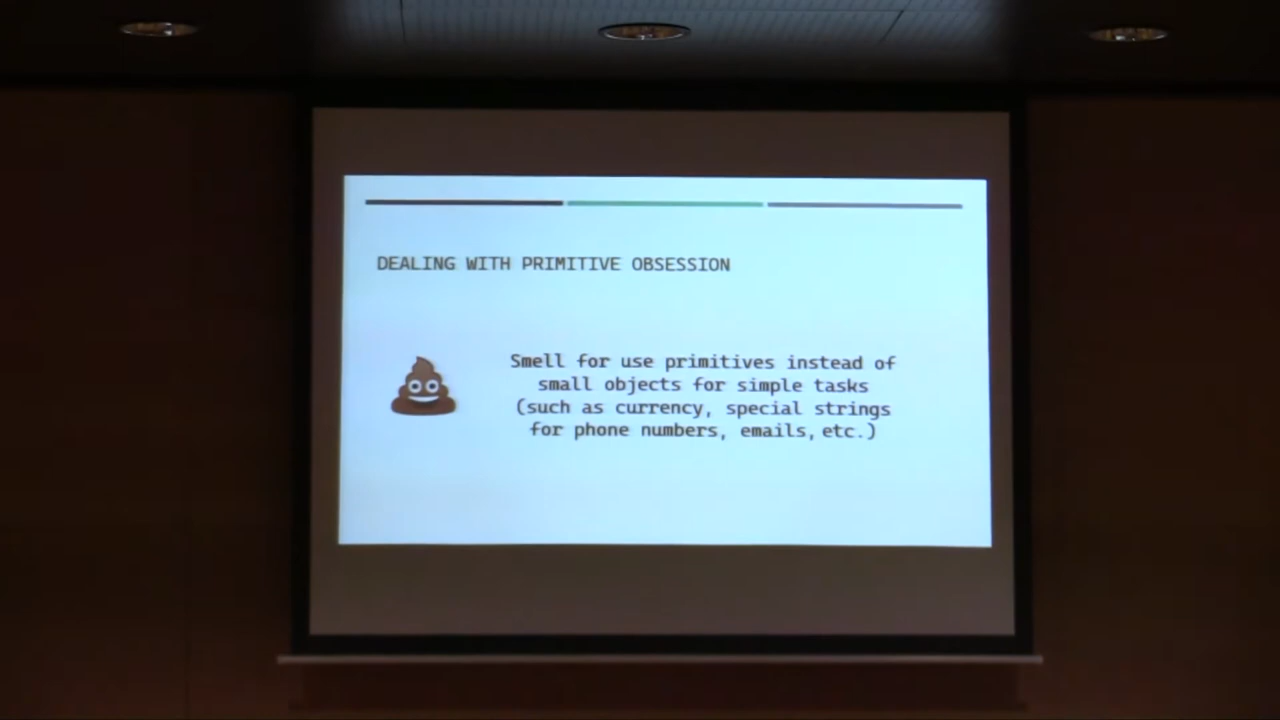 DEALING WITH PRIMITIVE OBSESSION
Smell for use primitives instead of
small objects for simple tasks
(such as currency, special strings
for phone numbers, emails, etc.)